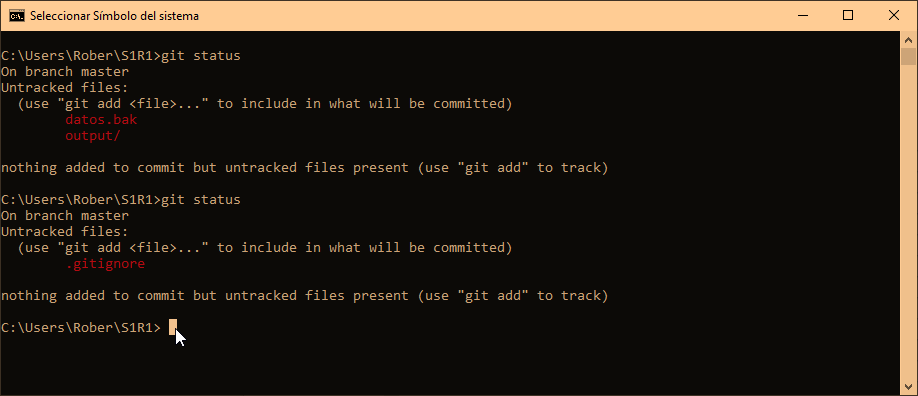 Seleccionar Símbolo del sistema
C:\Users\Rober\S1R1>git status
On branch master
Untracked files:
  (use "git add <file>..." to include in what will be committed)
        datos.bak
        output/
nothing added to commit but untracked files present (use "git add" to track)
C:\Users\Rober\S1R1>git status
On branch master
Untracked files:
  (use "git add <file>..." to include in what will be committed)
        .gitignore
nothing added to commit but untracked files present (use "git add" to track)
C:\Users\Rober\S1R1>